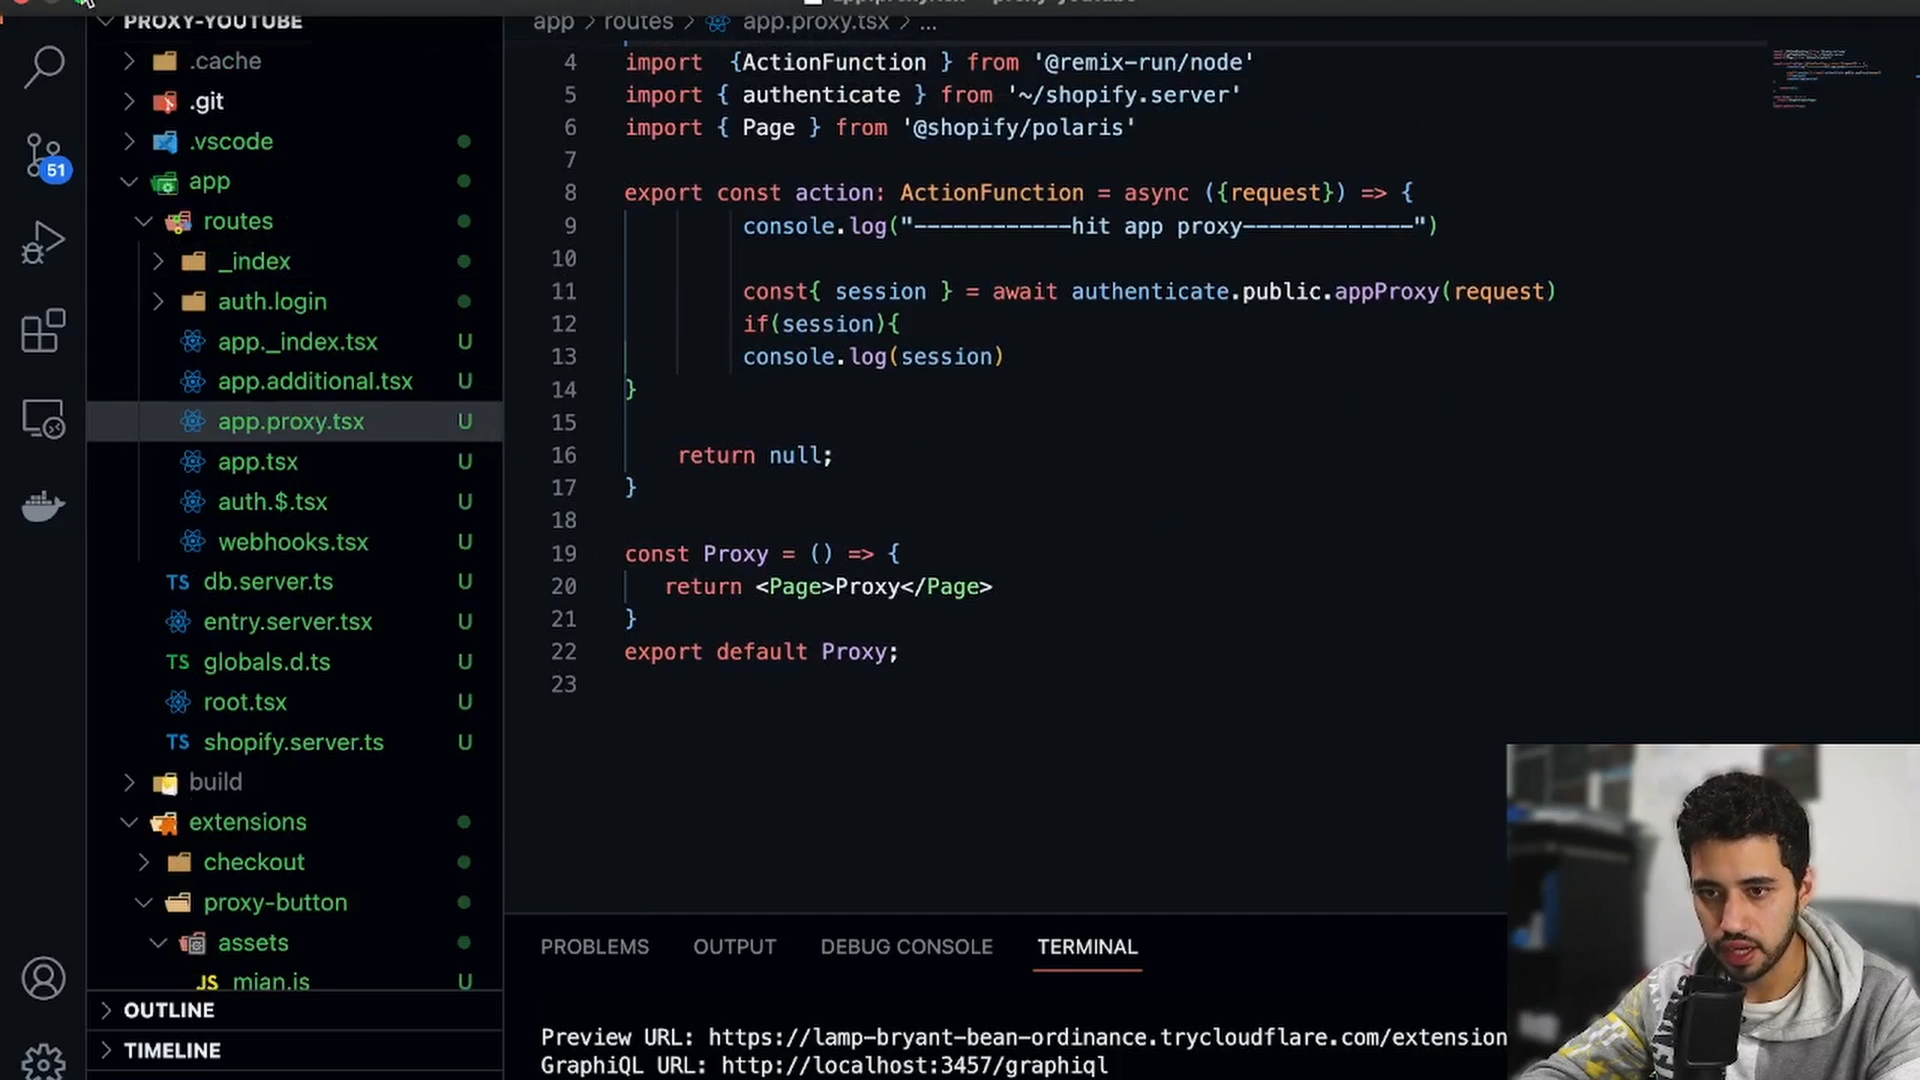 PROXY-YOUTUBE
.cache
.git
.vscode
app
routes
_index
auth.login
app._index.tsx U
app.additional.tsx U
app.proxy.tsx U
app.tsx U
auth.$.tsx U
webhooks.tsx U
db.server.ts U
entry.server.tsx U
globals.d.ts U
root.tsx U
shopify.server.ts U
build
extensions
checkout
proxy-button
assets
mian.js U
OUTLINE
TIMELINE
51
TS
TS
TS
JS
app > routes > app.proxy.tsx > ...
4 import {ActionFunction } from '@remix-run/node'
5 import { authenticate } from '~/shopify.server'
6 import { Page } from '@shopify/polaris'
7
8 export const action: ActionFunction = async ({request}) => {
9 console.log("------------hit app proxy-------------")
10
11 const{ session } = await authenticate.public.appProxy(request)
12 if(session){
13 console.log(session)
14 }
15
16 return null;
17 }
18
19 const Proxy = () => {
20 return <Page>Proxy</Page>
21 }
22 export default Proxy;
23
PROBLEMS OUTPUT DEBUG CONSOLE TERMINAL
Preview URL: https://lamp-bryant-bean-ordinance.trycloudflare.com/extension
GraphiQL URL: http://localhost:3457/graphiql